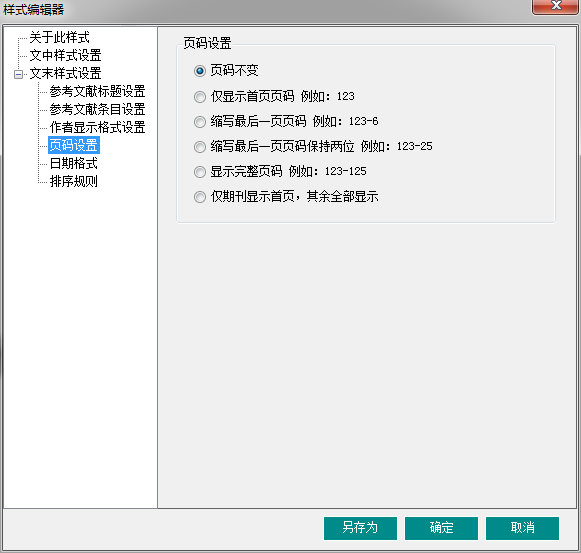 样式编辑器
关于此样式
文中样式设置
文末样式设置
参考文献标题设置
参考文献条目设置
作者显示格式设置
页码设置
日期格式
排序规则
页码设置
页码不变
仅显示首页页码 例如：123
缩写最后一页页码 例如：123-6
缩写最后一页页码保持两位 例如：123-25
显示完整页码 例如：123-125
仅期刊显示首页，其余全部显示
另存为
确定
取消